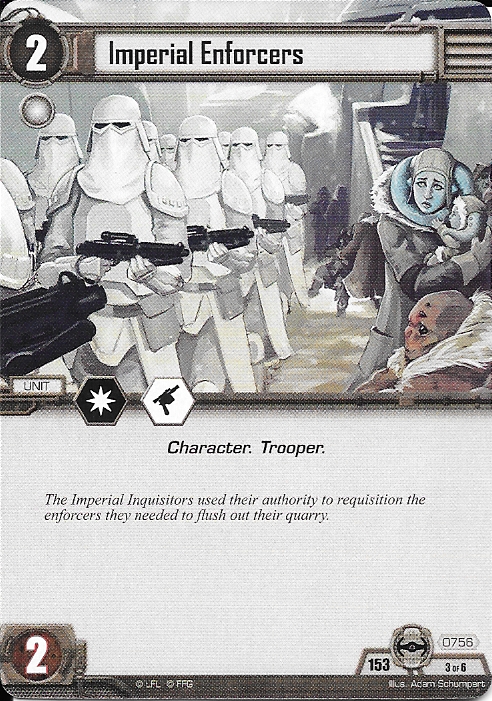 2
Imperial Enforcers
UNIT
Character. Trooper.
The Imperial Inquisitors used their authority to requisition the
enforcers they needed to flush out their quarry.
2
153
0756
3 OF 6
© LFL © FFG
Illus. Adam Schumpert